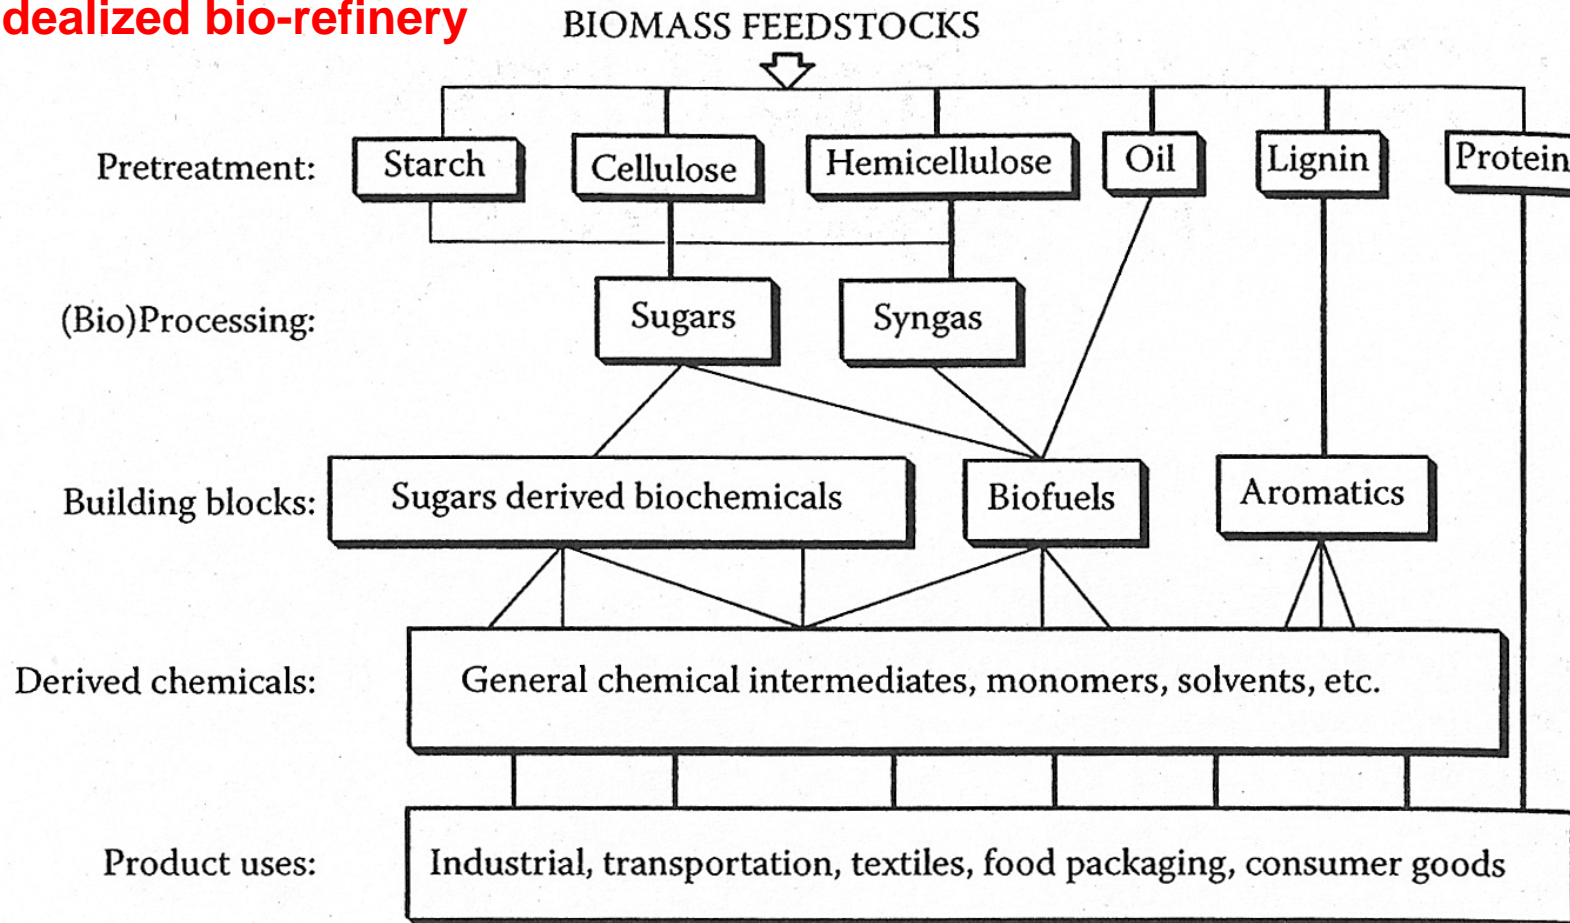 dealized bio-refinery
BIOMASS FEEDSTOCKS
Pretreatment: Starch Cellulose Hemicellulose Oil Lignin Protein
(Bio)Processing: Sugars Syngas
Building blocks: Sugars derived biochemicals Biofuels Aromatics
Derived chemicals: General chemical intermediates, monomers, solvents, etc.
Product uses: Industrial, transportation, textiles, food packaging, consumer goods